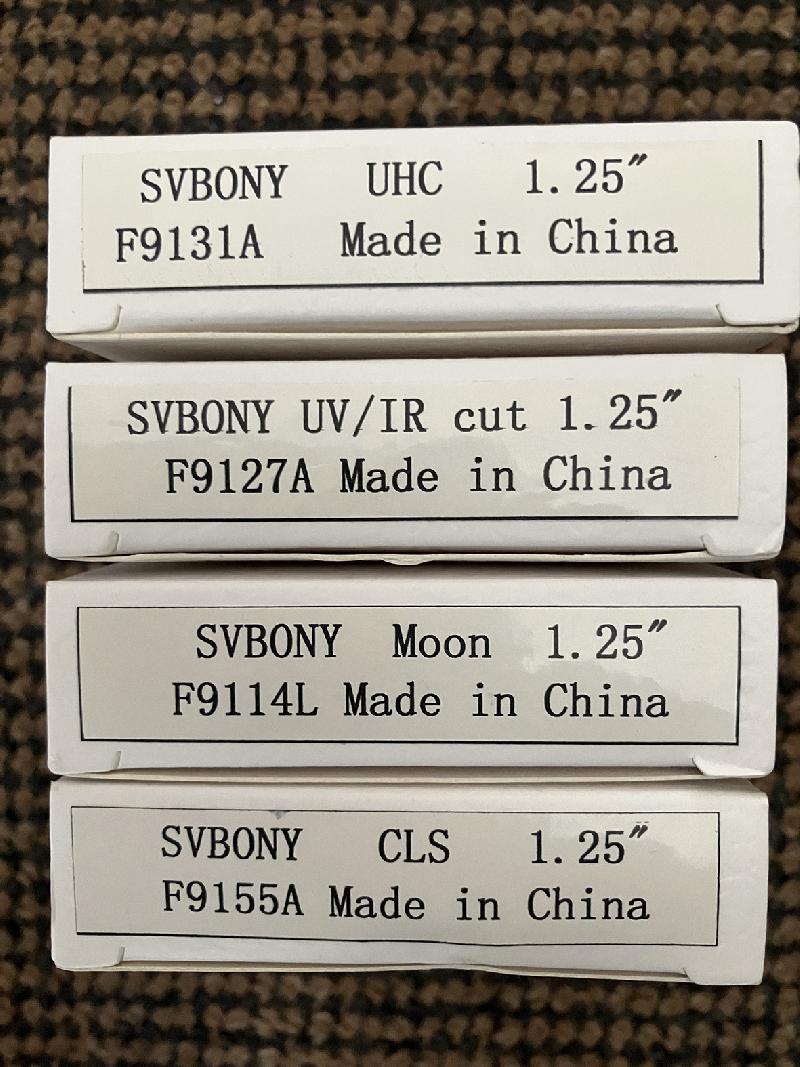 SVBONY UHC 1.25″
F9131A Made in China
SVBONY UV/IR cut 1.25″
F9127A Made in China
SVBONY Moon 1.25″
F9114L Made in China
SVBONY CLS 1.25″
F9155A Made in China